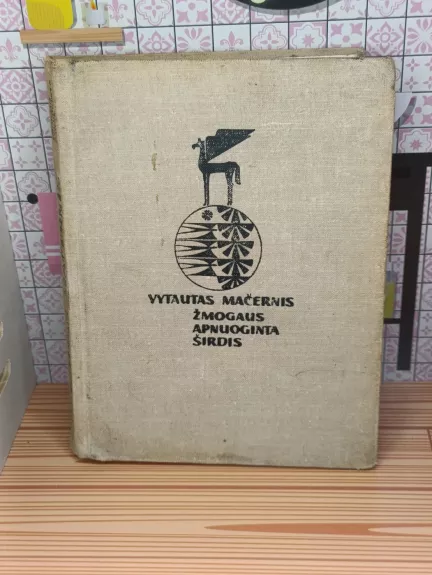 VYTAUTAS MAČERNIS
ŽMOGAUS
APNUOGINTA
ŠIRDIS